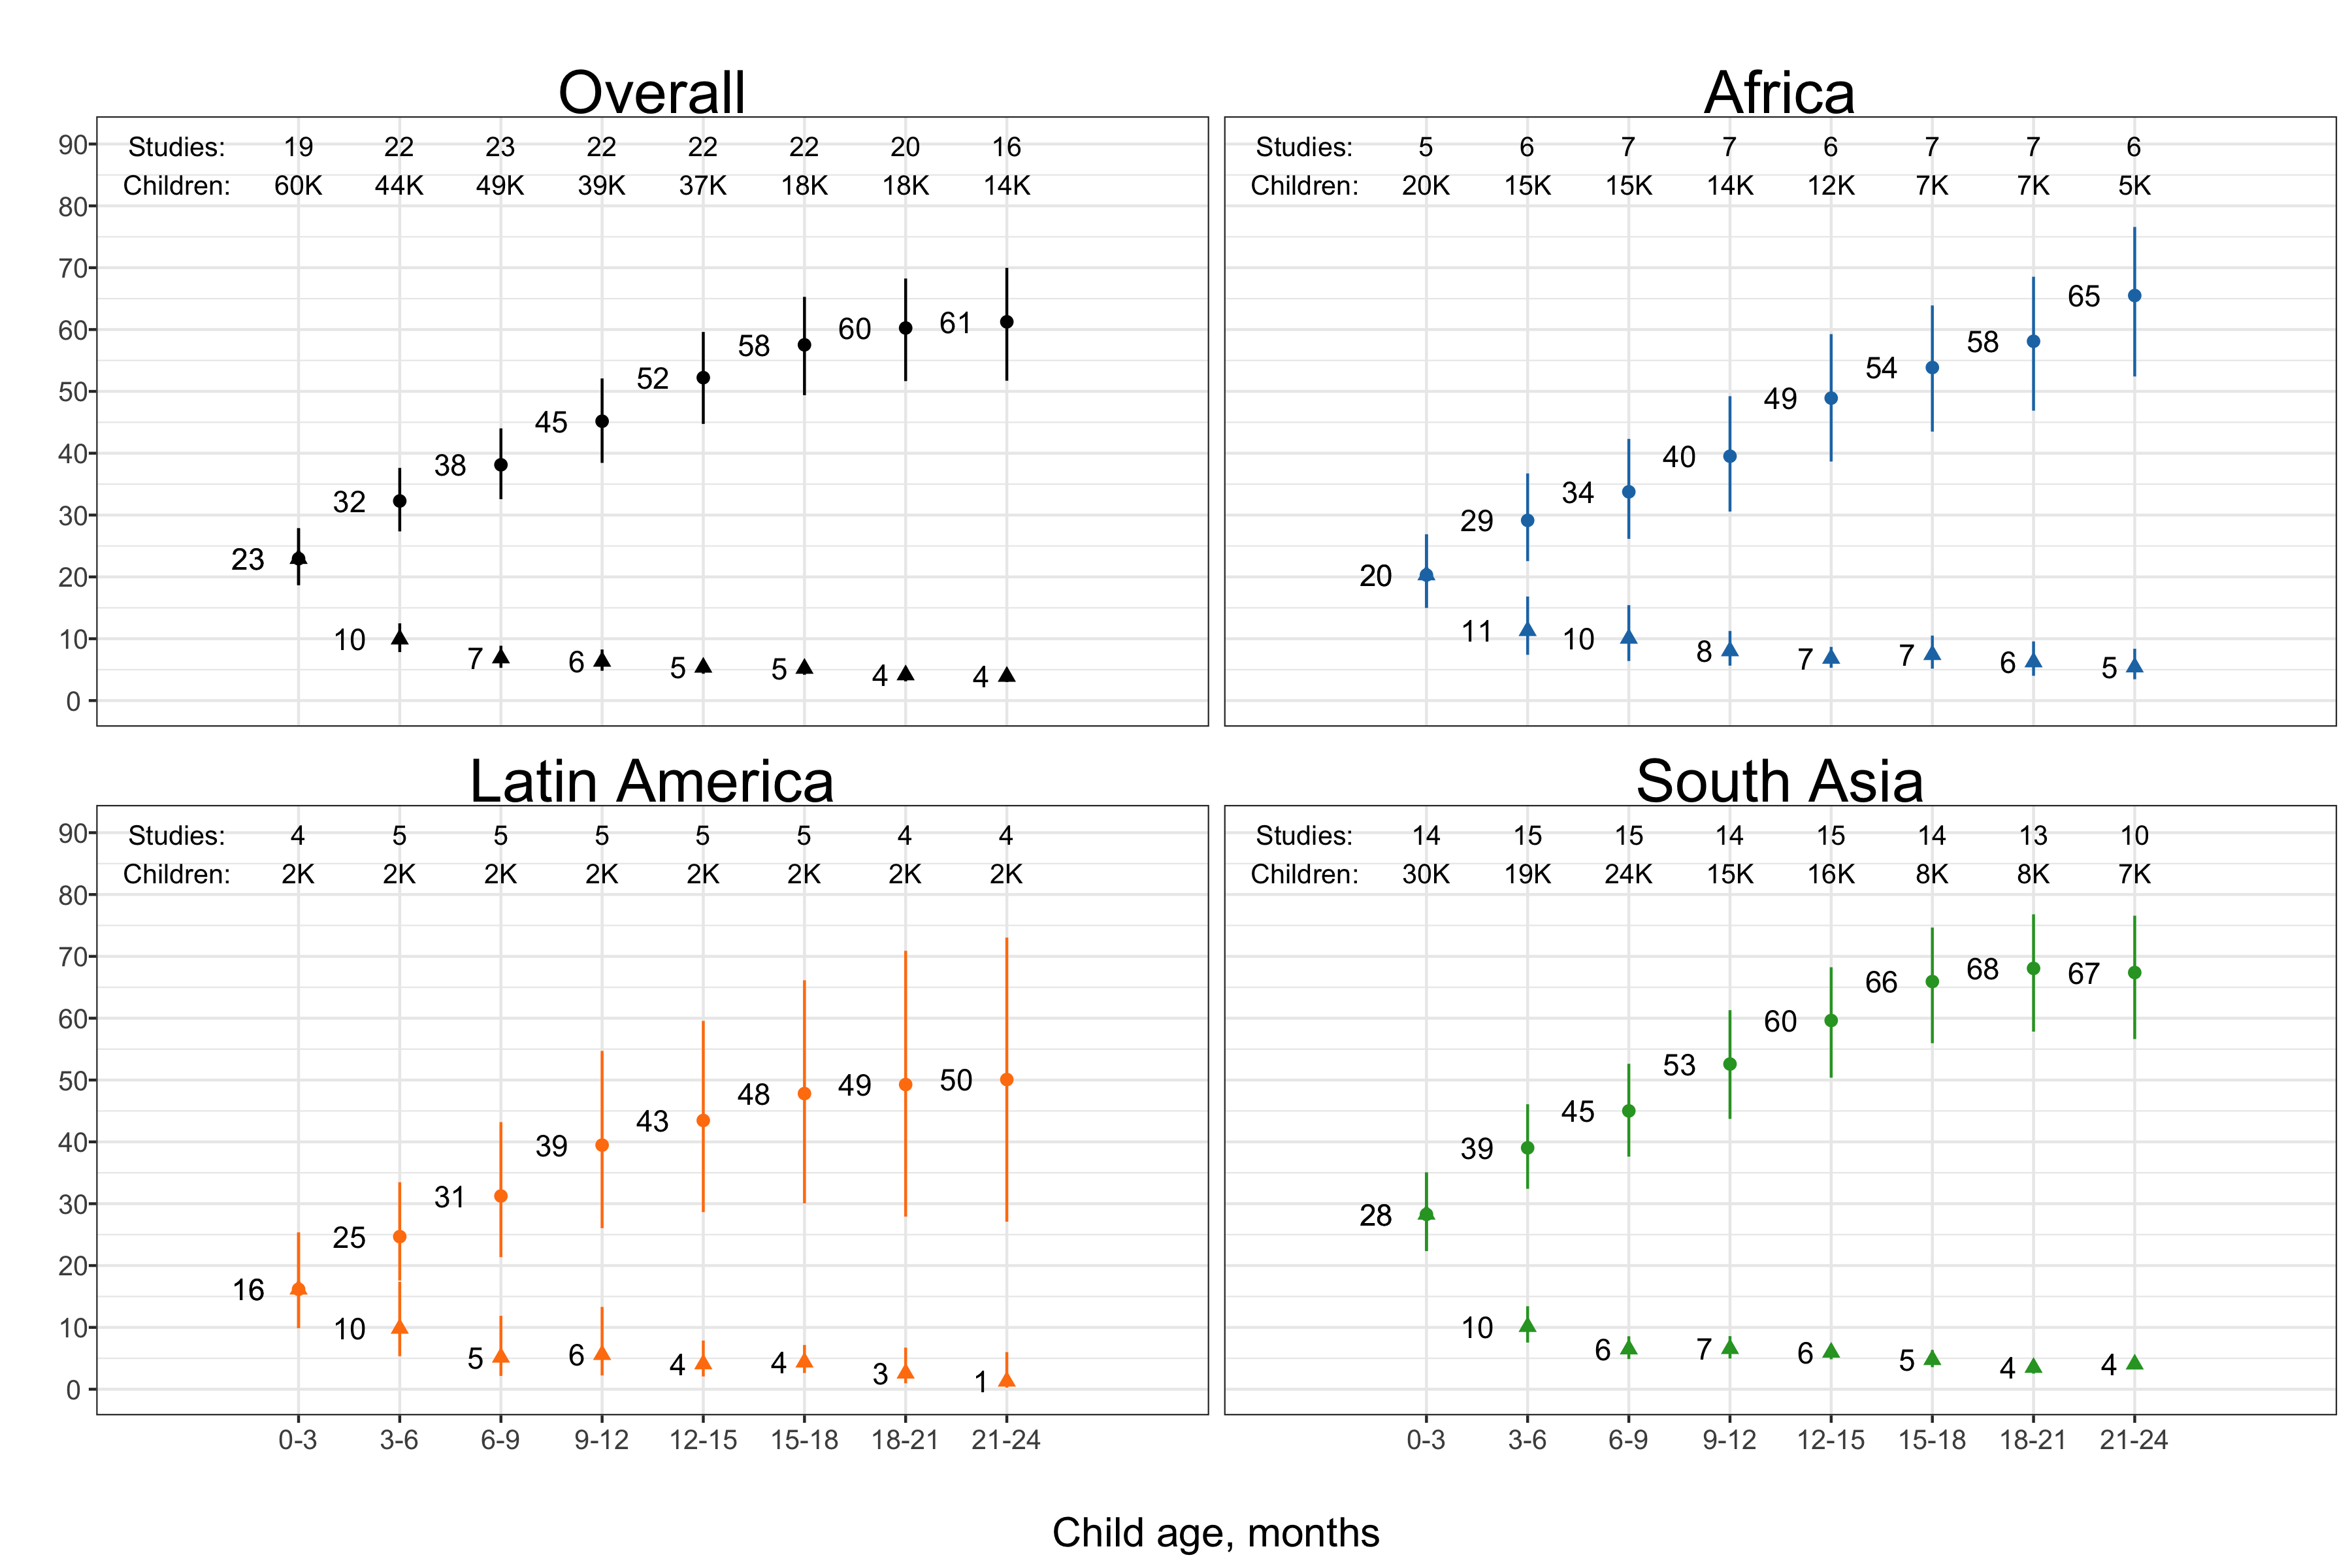 Overall
Studies: 19 22 23 22 22 22 20 16
Children: 60K 44K 49K 39K 37K 18K 18K 14K
90
80
70
60
50
40
30
20
10
0
23 32 38 45 52 58 60 61
10 7 6 5 5 4 4
Africa
Studies: 5 6 7 7 6 7 7 6
Children: 20K 15K 15K 14K 12K 7K 7K 5K
20 29 34 40 49 54 58 65
11 10 8 7 7 6 5
Latin America
Studies: 4 5 5 5 5 5 4 4
Children: 2K 2K 2K 2K 2K 2K 2K 2K
90
80
70
60
50
40
30
20
10
0
16 25 31 39 43 48 49 50
10 5 6 4 4 3 1
0-3 3-6 6-9 9-12 12-15 15-18 18-21 21-24
South Asia
Studies: 14 15 15 14 15 14 13 10
Children: 30K 19K 24K 15K 16K 8K 8K 7K
28 39 45 53 60 66 68 67
10 6 7 6 5 4 4
0-3 3-6 6-9 9-12 12-15 15-18 18-21 21-24
Child age, months